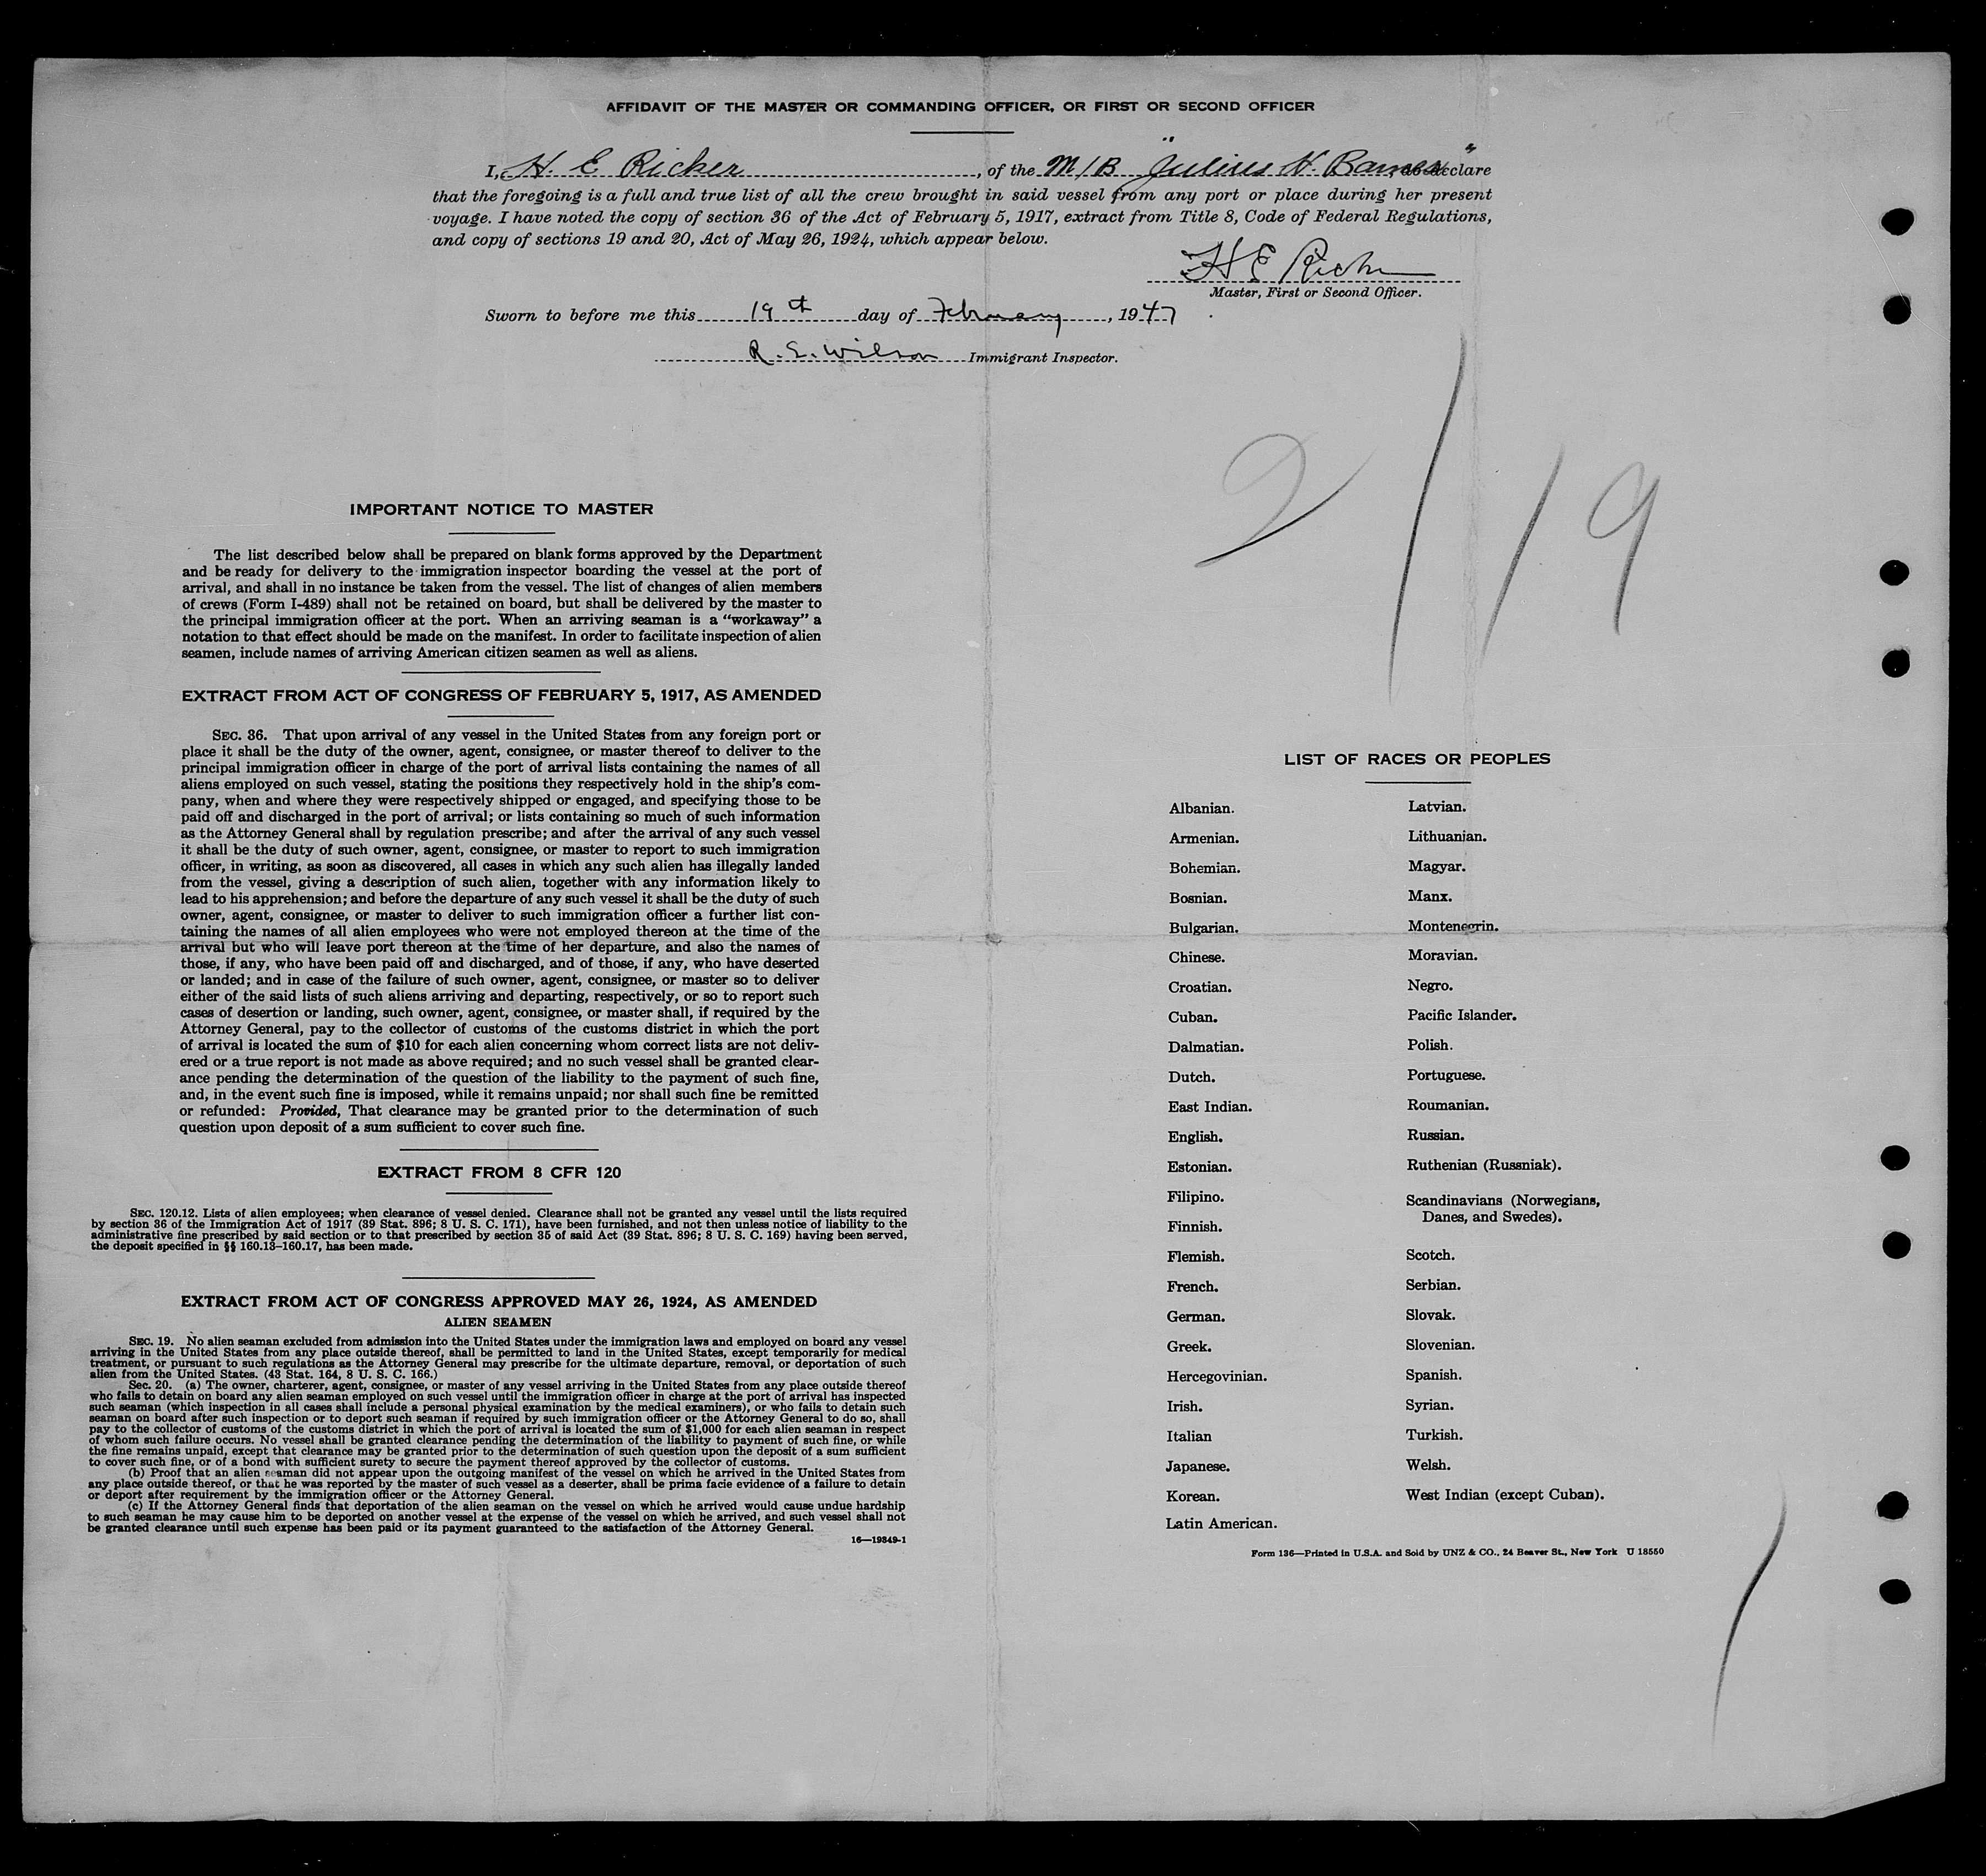 AFFIDAVIT OF THE MASTER OR COMMANDING OFFICER, OR FIRST OR SECOND OFFICER
I, H. E Ricker, of the M/B "Julius H. Barnes" declare
that the foregoing is a full and true list of all the crew brought in said vessel from any port or place during her present
voyage. I have noted the copy of section 36 of the Act of February 5, 1917, extract from Title 8, Code of Federal Regulations,
and copy of sections 19 and 20, Act of May 26, 1924, which appear below.
H E Ricker
Master, First or Second Officer.
Sworn to before me this 19th day of February, 1947
R. S. Wilson Immigrant Inspector.
2/19
IMPORTANT NOTICE TO MASTER
The list described below shall be prepared on blank forms approved by the Department
and be ready for delivery to the immigration inspector boarding the vessel at the port of
arrival, and shall in no instance be taken from the vessel. The list of changes of alien members
of crews (Form I-489) shall not be retained on board, but shall be delivered by the master to
the principal immigration officer at the port. When an arriving seaman is a "workaway" a
notation to that effect should be made on the manifest. In order to facilitate inspection of alien
seamen, include names of arriving American citizen seamen as well as aliens.
EXTRACT FROM ACT OF CONGRESS OF FEBRUARY 5, 1917, AS AMENDED
SEC. 36. That upon arrival of any vessel in the United States from any foreign port or
place it shall be the duty of the owner, agent, consignee, or master thereof to deliver to the
principal immigration officer in charge of the port of arrival lists containing the names of all
aliens employed on such vessel, stating the positions they respectively hold in the ship's com-
pany, when and where they were respectively shipped or engaged, and specifying those to be
paid off and discharged in the port of arrival; or lists containing so much of such information
as the Attorney General shall by regulation prescribe; and after the arrival of any such vessel
it shall be the duty of such owner, agent, consignee, or master to report to such immigration
officer, in writing, as soon as discovered, all cases in which any such alien has illegally landed
from the vessel, giving a description of such alien, together with any information likely to
lead to his apprehension; and before the departure of any such vessel it shall be the duty of such
owner, agent, consignee, or master to deliver to such immigration officer a further list con-
taining the names of all alien employees who were not employed thereon at the time of the
arrival but who will leave port thereon at the time of her departure, and also the names of
those, if any, who have been paid off and discharged, and of those, if any, who have deserted
or landed; and in case of the failure of such owner, agent, consignee, or master so to deliver
either of the said lists of such aliens arriving and departing, respectively, or so to report such
cases of desertion or landing, such owner, agent, consignee, or master shall, if required by the
Attorney General, pay to the collector of customs of the customs district in which the port
of arrival is located the sum of $10 for each alien concerning whom correct lists are not deliv-
ered or a true report is not made as above required; and no such vessel shall be granted clear-
ance pending the determination of the question of the liability to the payment of such fine,
and, in the event such fine is imposed, while it remains unpaid; nor shall such fine be remitted
or refunded: Provided, That clearance may be granted prior to the determination of such
question upon deposit of a sum sufficient to cover such fine.
EXTRACT FROM 8 CFR 120
SEC. 120.12. Lists of alien employees; when clearance of vessel denied. Clearance shall not be granted any vessel until the lists required
by section 36 of the Immigration Act of 1917 (39 Stat. 896; 8 U. S. C. 171), have been furnished, and not then unless notice of liability to the
administrative fine prescribed by said section or to that prescribed by section 35 of said Act (39 Stat. 896; 8 U. S. C. 169) having been served,
the deposit specified in §§ 160.13-160.17, has been made.
EXTRACT FROM ACT OF CONGRESS APPROVED MAY 26, 1924, AS AMENDED
ALIEN SEAMEN
SEC. 19. No alien seaman excluded from admission into the United States under the immigration laws and employed on board any vessel
arriving in the United States from any place outside thereof, shall be permitted to land in the United States, except temporarily for medical
treatment, or pursuant to such regulations as the Attorney General may prescribe for the ultimate departure, removal, or deportation of such
alien from the United States. (43 Stat. 164, 8 U. S. C. 166.)
Sec. 20. (a) The owner, charterer, agent, consignee, or master of any vessel arriving in the United States from any place outside thereof
who fails to detain on board any alien seaman employed on such vessel until the immigration officer in charge at the port of arrival has inspected
such seaman (which inspection in all cases shall include a personal physical examination by the medical examiners), or who fails to detain such
seaman on board after such inspection or to deport such seaman if required by such immigration officer or the Attorney General to do so, shall
pay to the collector of customs of the customs district in which the port of arrival is located the sum of $1,000 for each alien seaman in respect
of whom such failure occurs. No vessel shall be granted clearance pending the determination of the liability to payment of such fine, or while
the fine remains unpaid, except that clearance may be granted prior to the determination of such question upon the deposit of a sum sufficient
to cover such fine, or of a bond with sufficient surety to secure the payment thereof approved by the collector of customs.
(b) Proof that an alien seaman did not appear upon the outgoing manifest of the vessel on which he arrived in the United States from
any place outside thereof, or that he was reported by the master of such vessel as a deserter, shall be prima facie evidence of a failure to detain
or deport after requirement by the immigration officer or the Attorney General.
(c) If the Attorney General finds that deportation of the alien seaman on the vessel on which he arrived would cause undue hardship
to such seaman he may cause him to be deported on another vessel at the expense of the vessel on which he arrived, and such vessel shall not
be granted clearance until such expense has been paid or its payment guaranteed to the satisfaction of the Attorney General.
16—19349-1
LIST OF RACES OR PEOPLES
Albanian.
Armenian.
Bohemian.
Bosnian.
Bulgarian.
Chinese.
Croatian.
Cuban.
Dalmatian.
Dutch.
East Indian.
English.
Estonian.
Filipino.
Finnish.
Flemish.
French.
German.
Greek.
Hercegovinian.
Irish.
Italian
Japanese.
Korean.
Latin American.
Latvian.
Lithuanian.
Magyar.
Manx.
Montenegrin.
Moravian.
Negro.
Pacific Islander.
Polish.
Portuguese.
Roumanian.
Russian.
Ruthenian (Russniak).
Scandinavians (Norwegians,
Danes, and Swedes).
Scotch.
Serbian.
Slovak.
Slovenian.
Spanish.
Syrian.
Turkish.
Welsh.
West Indian (except Cuban).
Form 136—Printed in U.S.A. and Sold by UNZ & CO., 24 Beaver St., New York U 18550